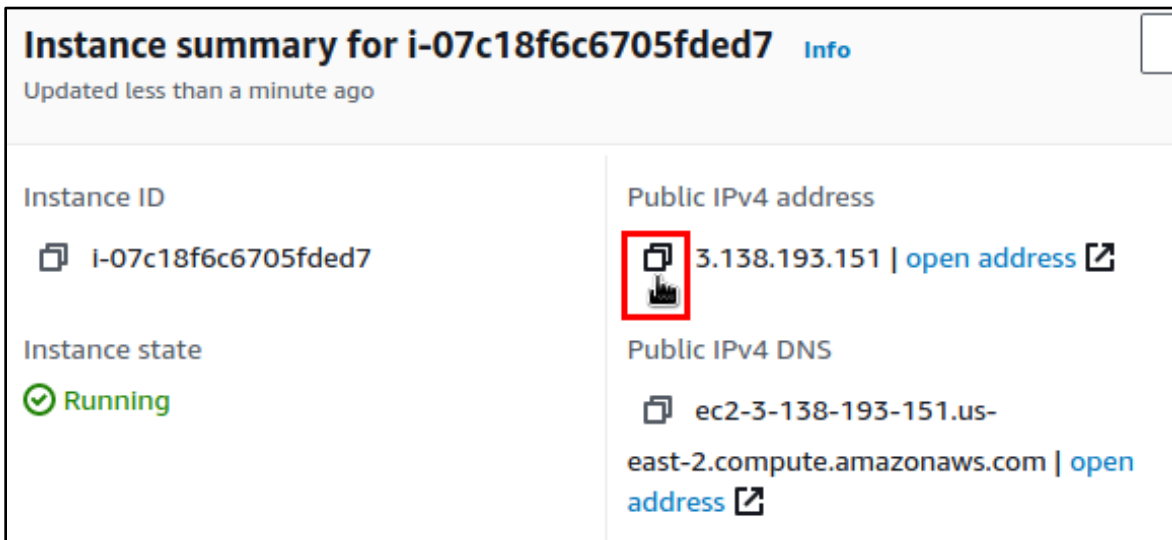 Instance summary for i-07c18f6c6705fded7 Info
Updated less than a minute ago
Instance ID
i-07c18f6c6705fded7
Public IPv4 address
3.138.193.151 | open address
Instance state
Running
Public IPv4 DNS
ec2-3-138-193-151.us-
east-2.compute.amazonaws.com | open
address